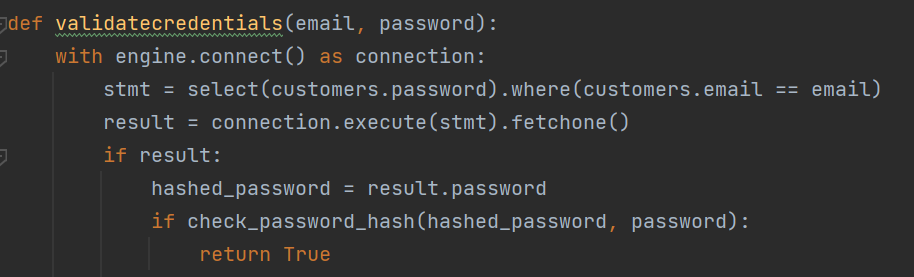 def validatecredentials(email, password):
    with engine.connect() as connection:
        stmt = select(customers.password).where(customers.email == email)
        result = connection.execute(stmt).fetchone()
        if result:
            hashed_password = result.password
            if check_password_hash(hashed_password, password):
                return True